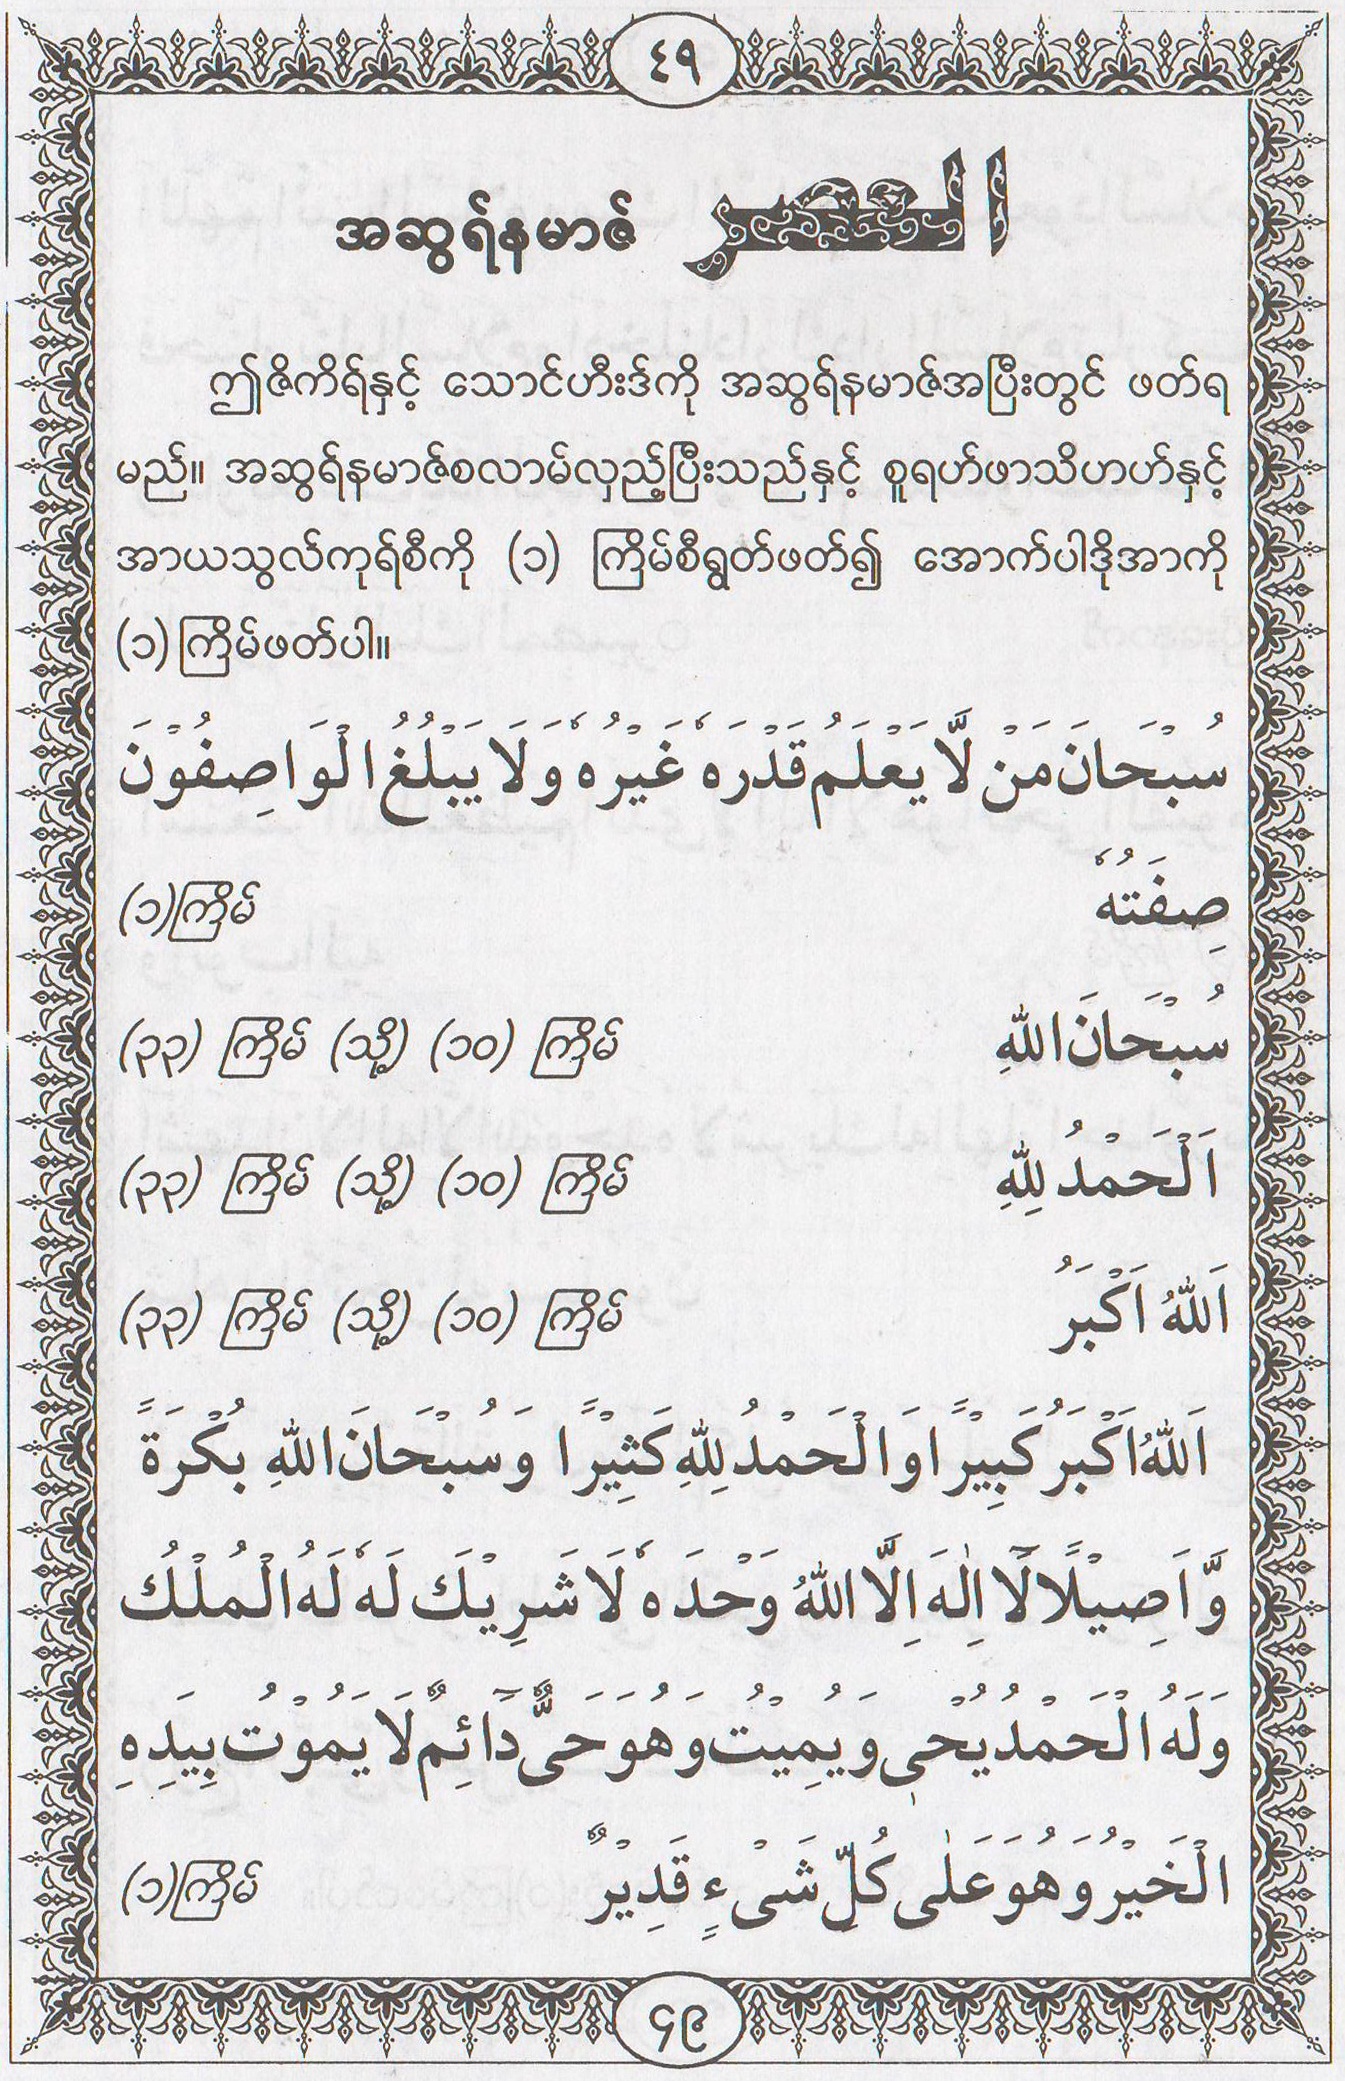 ٤٩
အဆွရ်နမာဇ် العصر
ဤဇိကိရ်နှင့် သောင်ဟီးဒ်ကို အဆွရ်နမာဇ်အပြီးတွင် ဖတ်ရ
မည်။ အဆွရ်နမာဇ်စလာမ်လှည့်ပြီးသည်နှင့် စူရဟ်ဖာသိဟဟ်နှင့်
အာယသွလ်ကုရ်စီကို (၁) ကြိမ်စီရွတ်ဖတ်၍ အောက်ပါဒိုအာကို
(၁) ကြိမ်ဖတ်ပါ။
سُبْحَانَ مَنْ لَّا يَعْلَمُ قَدْرَهٗ غَيْرُهٗ وَلَا يَبْلُغُ الْوَاصِفُوْنَ
صِفَتُهٗ (၁)ကြိမ်
سُبْحَانَ اللهِ (၃၃) ကြိမ် (သို့) (၁၀) ကြိမ်
اَلْحَمْدُ لِلهِ (၃၃) ကြိမ် (သို့) (၁၀) ကြိမ်
اَللهُ اَكْبَرُ (၃၃) ကြိမ် (သို့) (၁၀) ကြိမ်
اَللهُ اَكْبَرُ كَبِيْرًا وَالْحَمْدُ لِلهِ كَثِيْرًا وَسُبْحَانَ اللهِ بُكْرَةً
وَّاَصِيْلًا لَآ اِلٰهَ اِلَّا اللهُ وَحْدَهٗ لَا شَرِيْكَ لَهٗ لَهُ الْمُلْكُ
وَلَهُ الْحَمْدُ يُحْيٖ وَيُمِيْتُ وَهُوَ حَىٌّ دَآئِمٌ لَا يَمُوْتُ بِيَدِهِ
الْخَيْرُ وَهُوَ عَلٰى كُلِّ شَىْءٍ قَدِيْرٌ (၁)ကြိမ်
၄၉